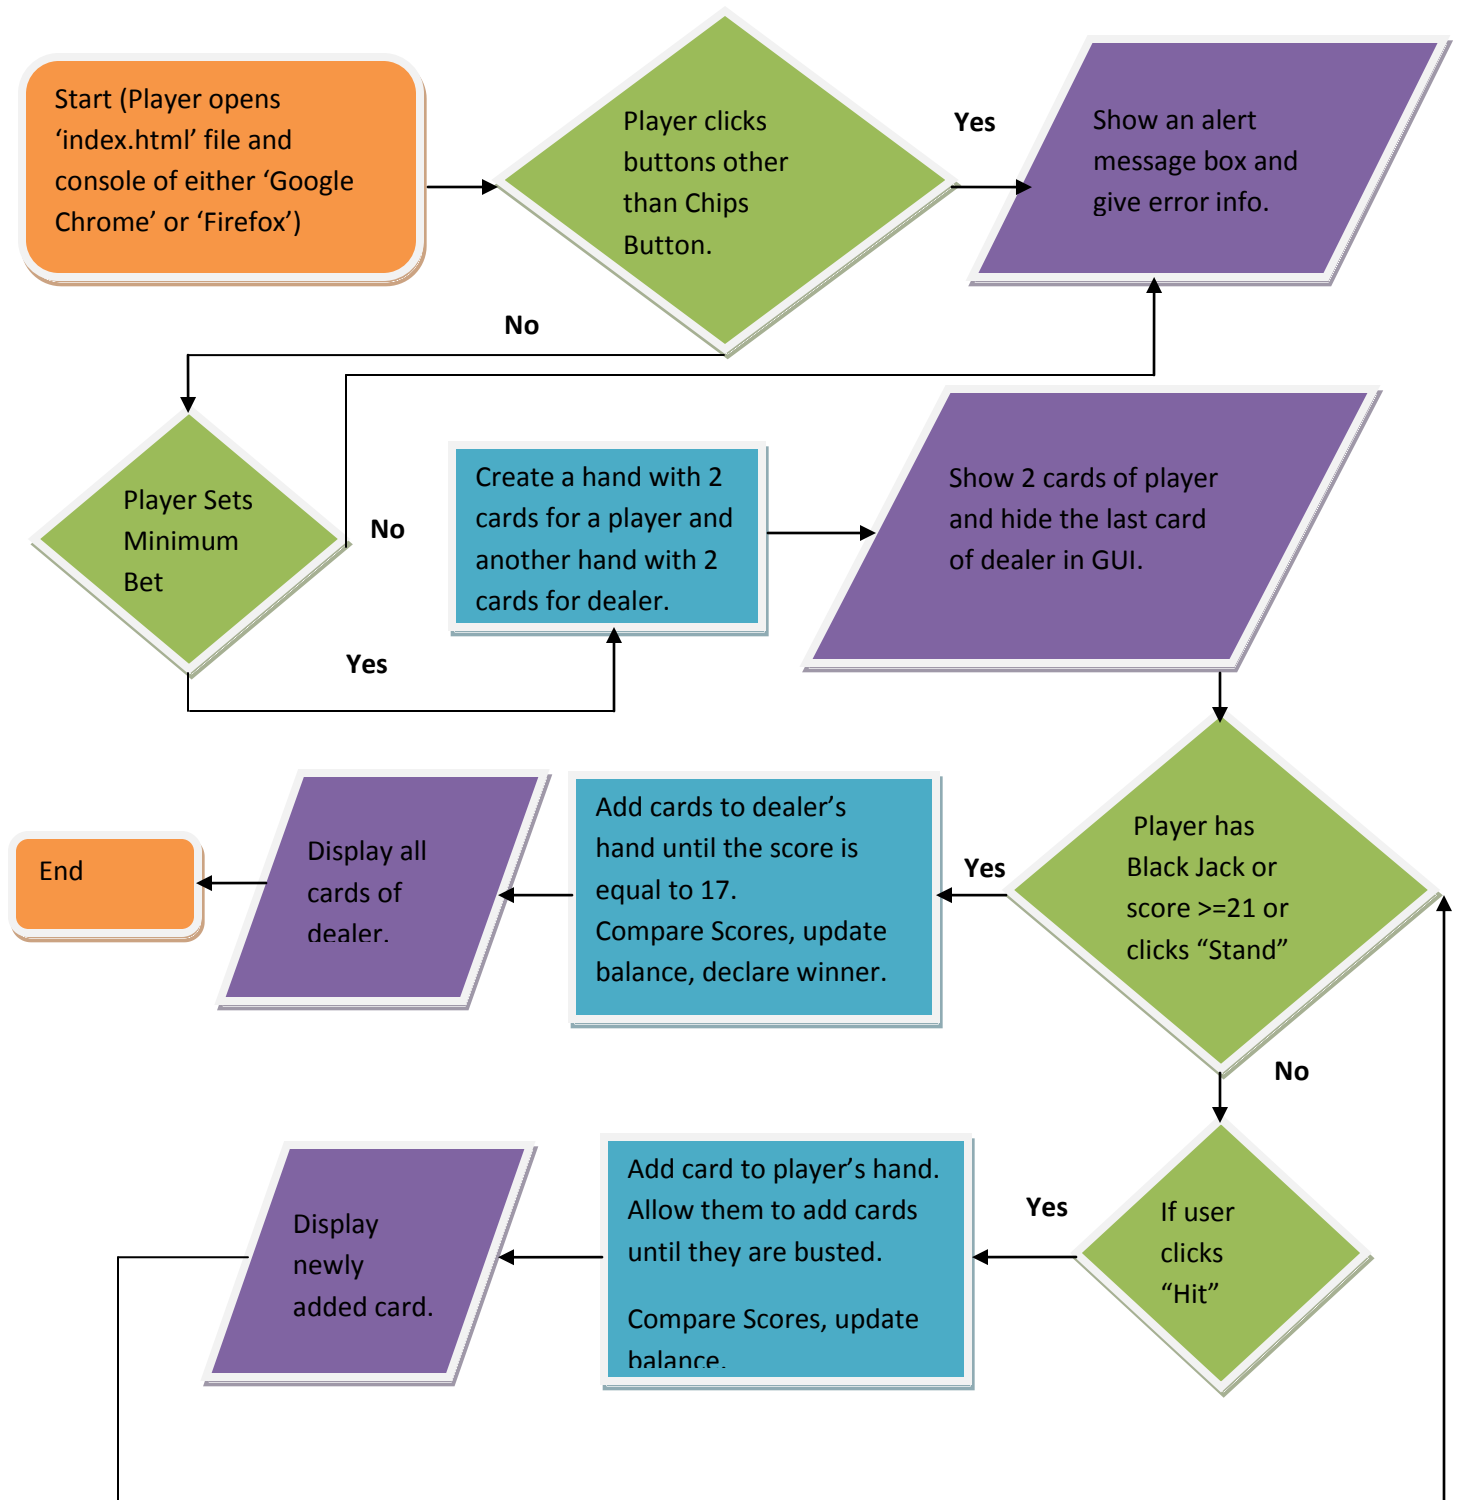 Start (Player opens
‘index.html’ file and
console of either ‘Google
Chrome’ or ‘Firefox’)
Player clicks
buttons other
than Chips
Button.
Yes
Show an alert
message box and
give error info.
No
Player Sets
Minimum
Bet
No
Yes
Create a hand with 2
cards for a player and
another hand with 2
cards for dealer.
Show 2 cards of player
and hide the last card
of dealer in GUI.
Player has
Black Jack or
score >=21 or
clicks “Stand”
Yes
Add cards to dealer’s
hand until the score is
equal to 17.
Compare Scores, update
balance, declare winner.
Display all
cards of
dealer.
End
No
If user
clicks
“Hit”
Yes
Add card to player’s hand.
Allow them to add cards
until they are busted.
Compare Scores, update
balance.
Display
newly
added card.